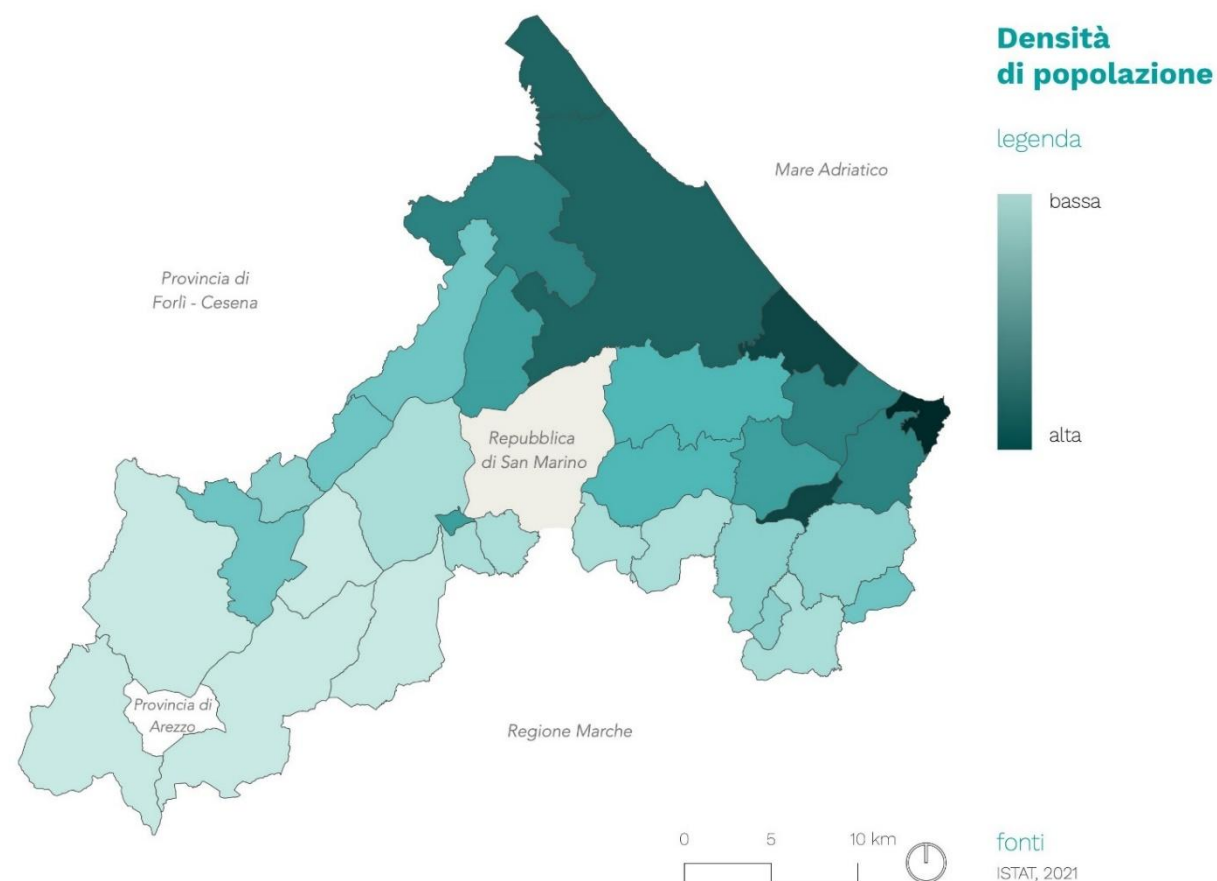 Densità
di popolazione
legenda
bassa
alta
Mare Adriatico
Provincia di
Forlì - Cesena
Repubblica
di San Marino
Provincia di
Arezzo
Regione Marche
0 5 10 km
fonti
ISTAT, 2021